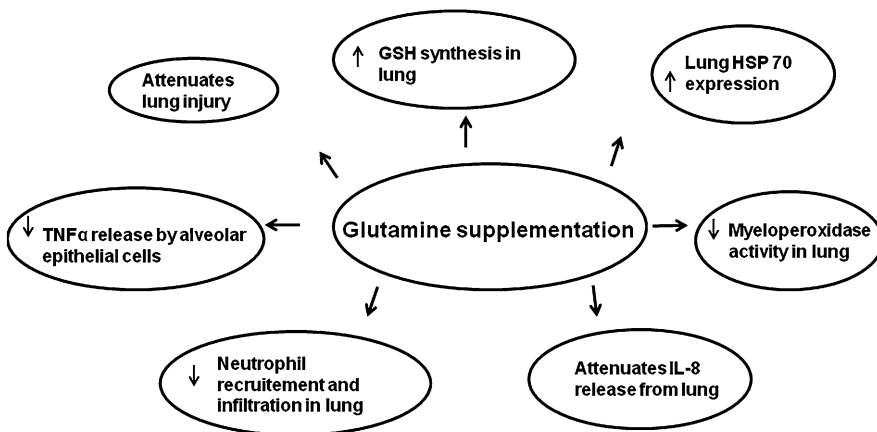 ↑ GSH synthesis in
lung
Attenuates
lung injury
Lung HSP 70
↑ expression
Glutamine supplementation
↓ TNFα release by alveolar
epithelial cells
↓ Myeloperoxidase
activity in lung
Neutrophil
↓ recruitement and
infiltration in lung
Attenuates IL-8
release from lung